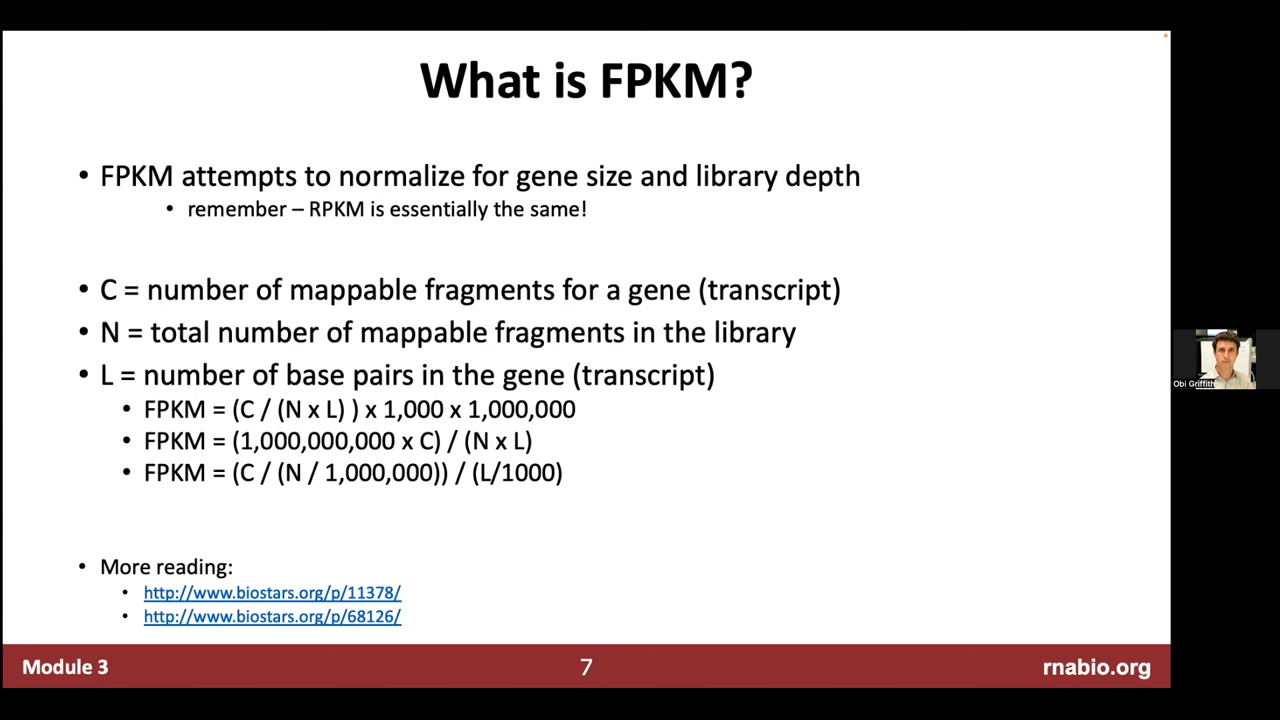 What is FPKM?
• FPKM attempts to normalize for gene size and library depth
• remember – RPKM is essentially the same!
• C = number of mappable fragments for a gene (transcript)
• N = total number of mappable fragments in the library
• L = number of base pairs in the gene (transcript)
• FPKM = (C / (N x L) ) x 1,000 x 1,000,000
• FPKM = (1,000,000,000 x C) / (N x L)
• FPKM = (C / (N / 1,000,000)) / (L/1000)
• More reading:
• http://www.biostars.org/p/11378/
• http://www.biostars.org/p/68126/
Module 3
7
rnabio.org
Obi Griffith